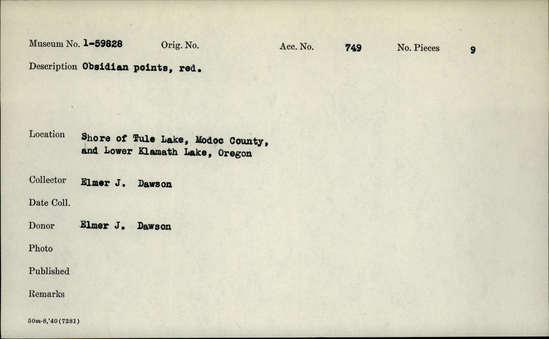 Museum No. 1-59828 Orig. No. Acc. No. 749 No. Pieces 9
Description Obsidian points, red.
Location Shore of Tule Lake, Modoc County,
and Lower Klamath Lake, Oregon
Collector Elmer J. Dawson
Date Coll.
Donor Elmer J. Dawson
Photo
Published
Remarks
50m-8,'40(7281)